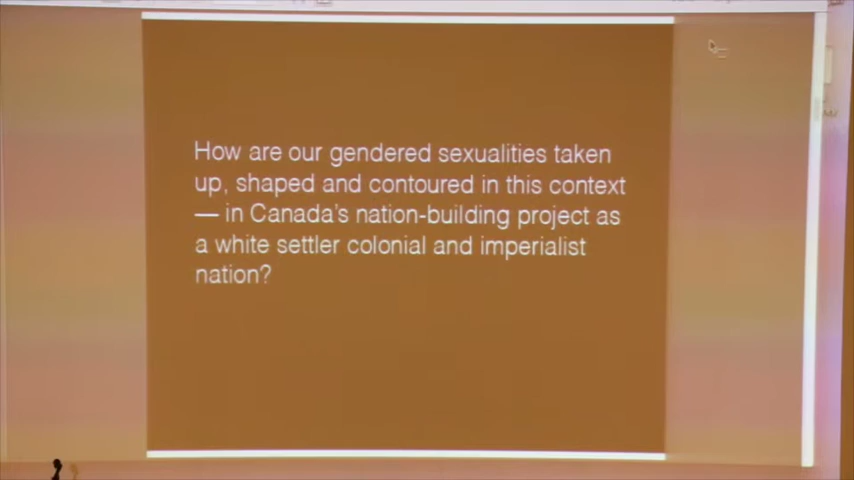 How are our gendered sexualities taken
up, shaped and contoured in this context
— in Canada's nation-building project as
a white settler colonial and imperialist
nation?